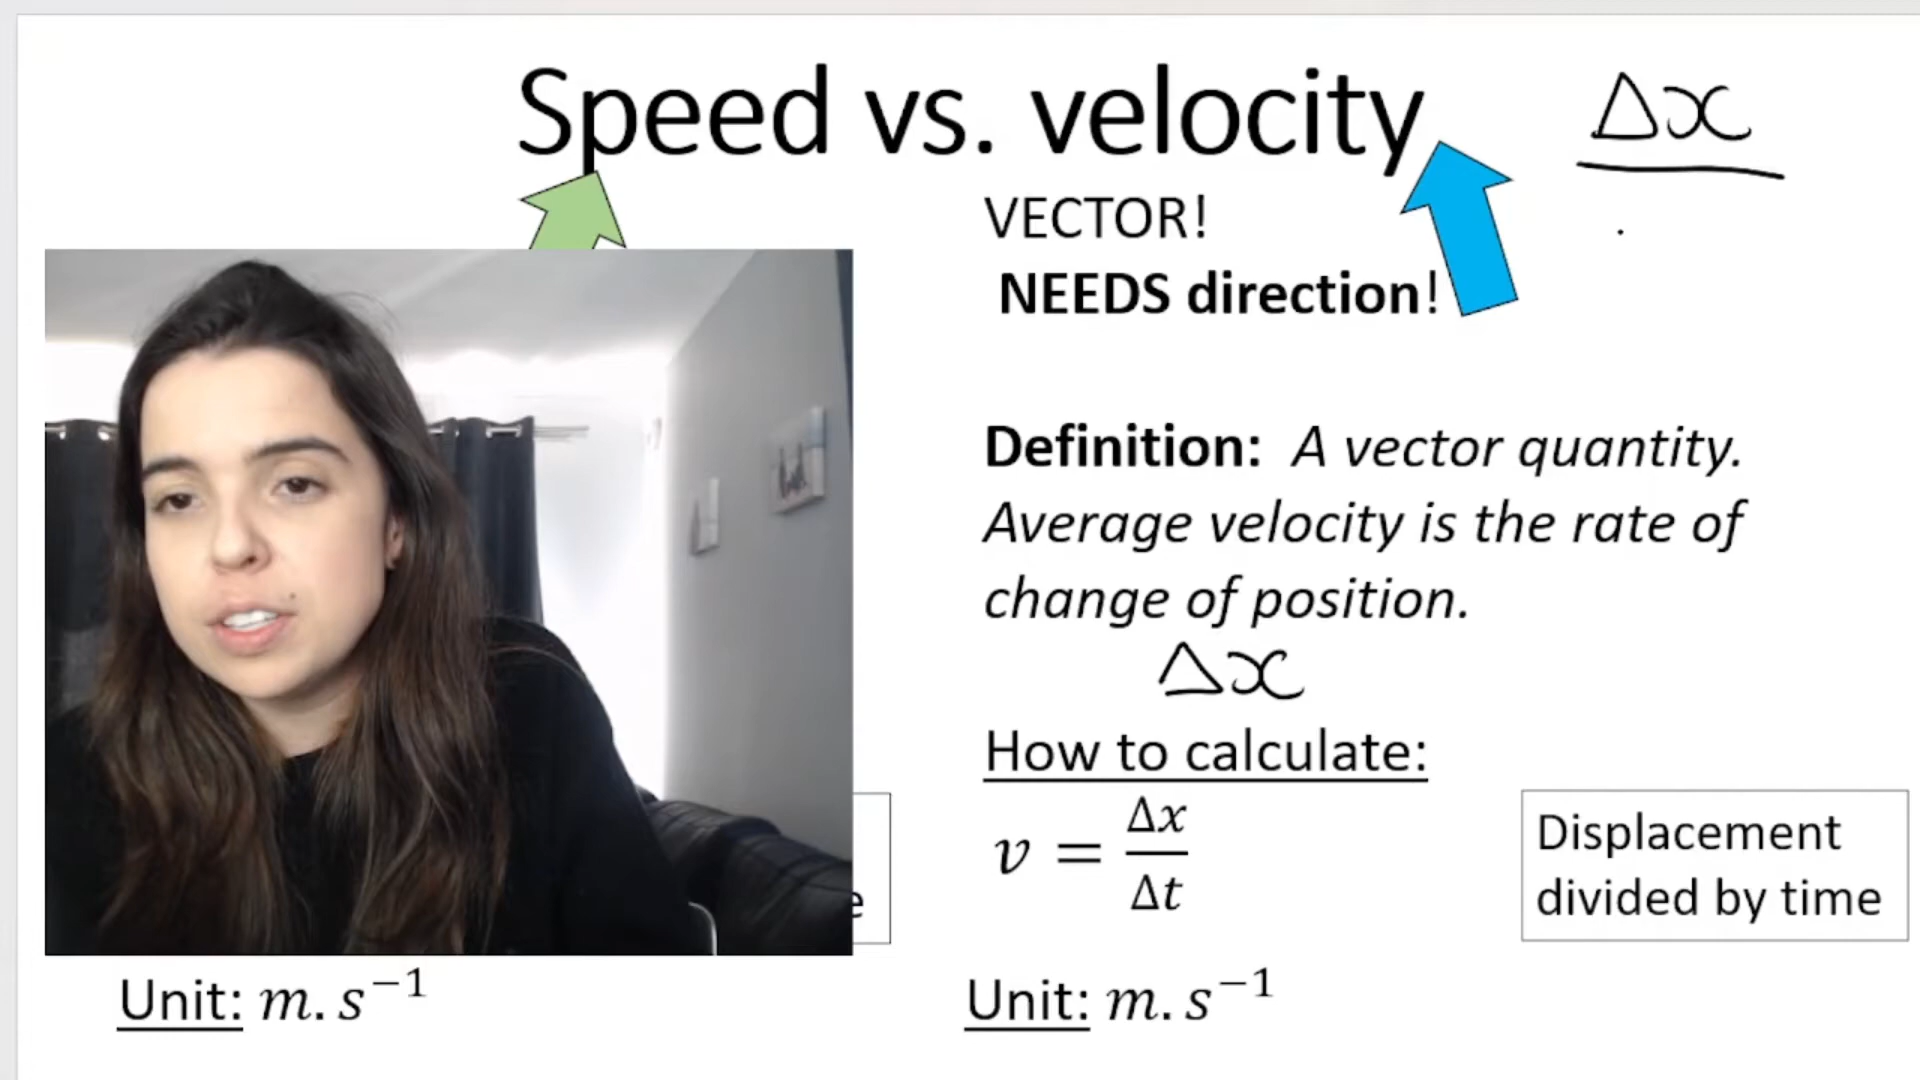 Speed vs. velocity
Δx
VECTOR!
NEEDS direction!
Definition: A vector quantity.
Average velocity is the rate of
change of position.
Δx
How to calculate:
v = Δx/Δt
Displacement
divided by time
e
Unit: m.s⁻¹
Unit: m.s⁻¹